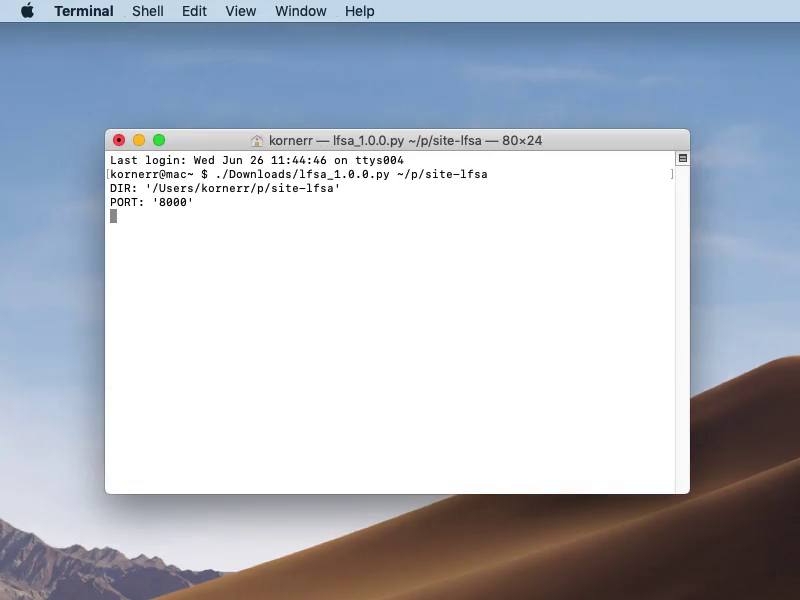 Terminal Shell Edit View Window Help
kornerr — lfsa_1.0.0.py ~/p/site-lfsa — 80×24
Last login: Wed Jun 26 11:44:46 on ttys004
[kornerr@mac~ $ ./Downloads/lfsa_1.0.0.py ~/p/site-lfsa ]
DIR: '/Users/kornerr/p/site-lfsa'
PORT: '8000'